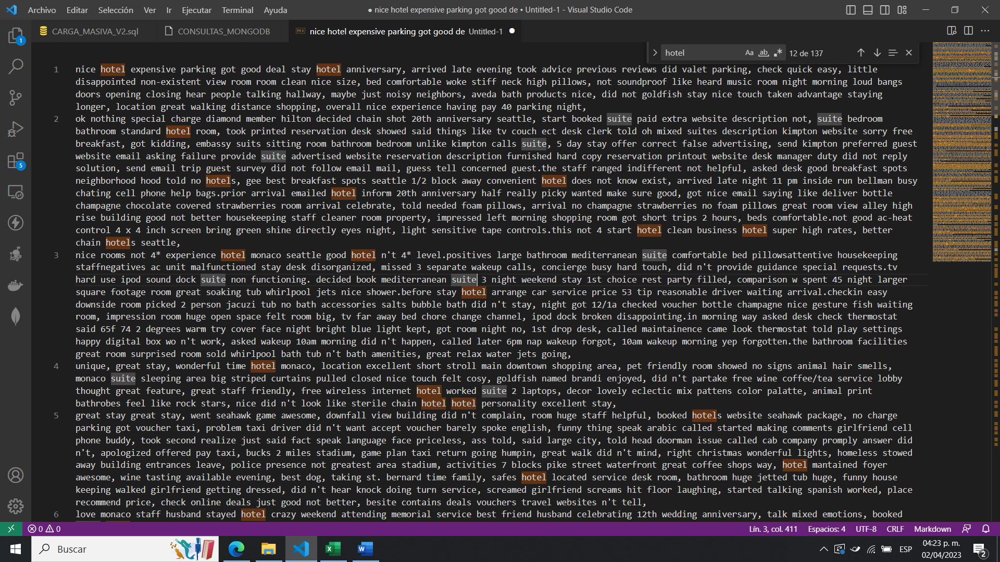 Archivo Editar Selección Ver Ir Ejecutar Terminal Ayuda
● nice hotel expensive parking got good de • Untitled-1 - Visual Studio Code
CARGA_MASIVA_V2.sql
CONSULTAS_MONGODB
nice hotel expensive parking got good de Untitled-1
hotel
Aa ab
12 de 137
1
5
1 nice hotel expensive parking got good deal stay hotel anniversary, arrived late evening took advice previous reviews did valet parking, check quick easy, little
disappointed non-existent view room room clean nice size, bed comfortable woke stiff neck high pillows, not soundproof like heard music room night morning loud bangs
doors opening closing hear people talking hallway, maybe just noisy neighbors, aveda bath products nice, did not goldfish stay nice touch taken advantage staying
longer, location great walking distance shopping, overall nice experience having pay 40 parking night,
2 ok nothing special charge diamond member hilton decided chain shot 20th anniversary seattle, start booked suite paid extra website description not, suite bedroom
bathroom standard hotel room, took printed reservation desk showed said things like tv couch ect desk clerk told oh mixed suites description kimpton website sorry free
breakfast, got kidding, embassy suits sitting room bathroom bedroom unlike kimpton calls suite, 5 day stay offer correct false advertising, send kimpton preferred guest
website email asking failure provide suite advertised website reservation description furnished hard copy reservation printout website desk manager duty did not reply
solution, send email trip guest survey did not follow email mail, guess tell concerned guest.the staff ranged indifferent not helpful, asked desk good breakfast spots
neighborhood hood told no hotels, gee best breakfast spots seattle 1/2 block away convenient hotel does not know exist, arrived late night 11 pm inside run bellman busy
chating cell phone help bags.prior arrival emailed hotel inform 20th anniversary half really picky wanted make sure good, got nice email saying like deliver bottle
champagne chocolate covered strawberries room arrival celebrate, told needed foam pillows, arrival no champagne strawberries no foam pillows great room view alley high
rise building good not better housekeeping staff cleaner room property, impressed left morning shopping room got short trips 2 hours, beds comfortable.not good ac-heat
control 4 x 4 inch screen bring green shine directly eyes night, light sensitive tape controls.this not 4 start hotel clean business hotel super high rates, better
chain hotels seattle,
3 nice rooms not 4* experience hotel monaco seattle good hotel n't 4* level.positives large bathroom mediterranean suite comfortable bed pillowsattentive housekeeping
staffnegatives ac unit malfunctioned stay desk disorganized, missed 3 separate wakeup calls, concierge busy hard touch, did n't provide guidance special requests.tv
hard use ipod sound dock suite non functioning. decided book mediterranean suite 3 night weekend stay 1st choice rest party filled, comparison w spent 45 night larger
square footage room great soaking tub whirlpool jets nice shower.before stay hotel arrange car service price 53 tip reasonable driver waiting arrival.checkin easy
downside room picked 2 person jacuzi tub no bath accessories salts bubble bath did n't stay, night got 12/1a checked voucher bottle champagne nice gesture fish waiting
room, impression room huge open space felt room big, tv far away bed chore change channel, ipod dock broken disappointing.in morning way asked desk check thermostat
said 65f 74 2 degrees warm try cover face night bright blue light kept, got room night no, 1st drop desk, called maintainence came look thermostat told play settings
happy digital box wo n't work, asked wakeup 10am morning did n't happen, called later 6pm nap wakeup forgot, 10am wakeup morning yep forgotten.the bathroom facilities
great room surprised room sold whirlpool bath tub n't bath amenities, great relax water jets going,
4 unique, great stay, wonderful time hotel monaco, location excellent short stroll main downtown shopping area, pet friendly room showed no signs animal hair smells,
monaco suite sleeping area big striped curtains pulled closed nice touch felt cosy, goldfish named brandi enjoyed, did n't partake free wine coffee/tea service lobby
thought great feature, great staff friendly, free wireless internet hotel worked suite 2 laptops, decor lovely eclectic mix pattens color palatte, animal print
bathrobes feel like rock stars, nice did n't look like sterile chain hotel hotel personality excellent stay,
5 great stay great stay, went seahawk game awesome, downfall view building did n't complain, room huge staff helpful, booked hotels website seahawk package, no charge
parking got voucher taxi, problem taxi driver did n't want accept voucher barely spoke english, funny thing speak arabic called started making comments girlfriend cell
phone buddy, took second realize just said fact speak language face priceless, ass told, said large city, told head doorman issue called cab company promply answer did
n't, apologized offered pay taxi, bucks 2 miles stadium, game plan taxi return going humpin, great walk did n't mind, right christmas wonderful lights, homeless stowed
away building entrances leave, police presence not greatest area stadium, activities 7 blocks pike street waterfront great coffee shops way, hotel mantained foyer
awesome, wine tasting available evening, best dog, taking st. bernard time family, safes hotel located service desk room, bathroom huge jetted tub huge, funny house
keeping walked girlfriend getting dressed, did n't hear knock doing turn service, screamed girlfriend screams hit floor laughing, started talking spanish worked, place
recommend price, check online deals just good not better, besite contains deals vouchers travel websites n't tell,
6 love monaco staff husband stayed hotel crazy weekend attending memorial service best friend husband celebrating 12th wedding anniversary, talk mixed emotions, booked
0 0
Lín. 3, col. 411 Espacios: 4 UTF-8 CRLF Markdown
Buscar
ESP
04:23 p. m.
02/04/2023
2